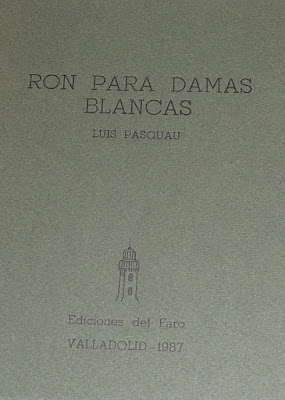 RON PARA DAMAS
BLANCAS
LUIS PASQUAU
Ediciones del Faro
VALLADOLID - 1987